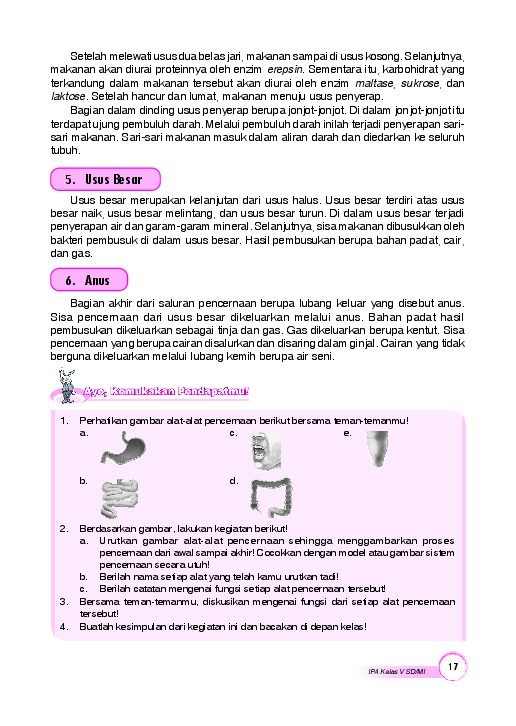 Setelah melewati usus dua belas jari, makanan sampai di usus kosong. Selanjutnya,
makanan akan diurai proteinnya oleh enzim erepsin. Sementara itu, karbohidrat yang
terkandung dalam makanan tersebut akan diurai oleh enzim maltase, sukrose, dan
laktose. Setelah hancur dan lumat, makanan menuju usus penyerap.
Bagian dalam dinding usus penyerap berupa jonjot-jonjot. Di dalam jonjot-jonjot itu
terdapat ujung pembuluh darah. Melalui pembuluh darah inilah terjadi penyerapan sari-
sari makanan. Sari-sari makanan masuk dalam aliran darah dan diedarkan ke seluruh
tubuh.
5. Usus Besar
Usus besar merupakan kelanjutan dari usus halus. Usus besar terdiri atas usus
besar naik, usus besar melintang, dan usus besar turun. Di dalam usus besar terjadi
penyerapan air dan garam-garam mineral. Selanjutnya, sisa makanan dibusukkan oleh
bakteri pembusuk di dalam usus besar. Hasil pembusukan berupa bahan padat, cair,
dan gas.
6. Anus
Bagian akhir dari saluran pencernaan berupa lubang keluar yang disebut anus.
Sisa pencernaan dari usus besar dikeluarkan melalui anus. Bahan padat hasil
pembusukan dikeluarkan sebagai tinja dan gas. Gas dikeluarkan berupa kentut. Sisa
pencernaan yang berupa cairan disalurkan dan disaring dalam ginjal. Cairan yang tidak
berguna dikeluarkan melalui lubang kemih berupa air seni.
Ayo, Kemukakan Pendapatmu!
1. Perhatikan gambar alat-alat pencernaan berikut bersama teman-temanmu!
a. c. e.
b. d.
2. Berdasarkan gambar, lakukan kegiatan berikut!
a. Urutkan gambar alat-alat pencernaan sehingga menggambarkan proses
pencernaan dari awal sampai akhir! Cocokkan dengan model atau gambar sistem
pencernaan secara utuh!
b. Berilah nama setiap alat yang telah kamu urutkan tadi!
c. Berilah catatan mengenai fungsi setiap alat pencernaan tersebut!
3. Bersama teman-temanmu, diskusikan mengenai fungsi dari setiap alat pencernaan
tersebut!
4. Buatlah kesimpulan dari kegiatan ini dan bacakan di depan kelas!
IPA Kelas V SD/MI 17